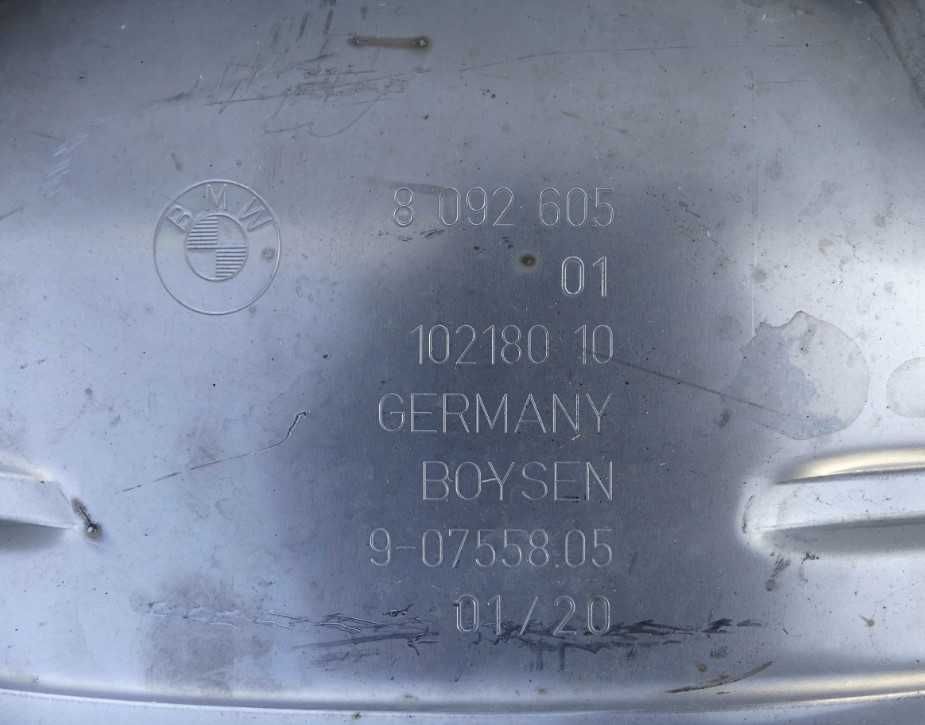 BMW
8 092 605
01
102180 10
GERMANY
BOYSEN
9-07558.05
01/20